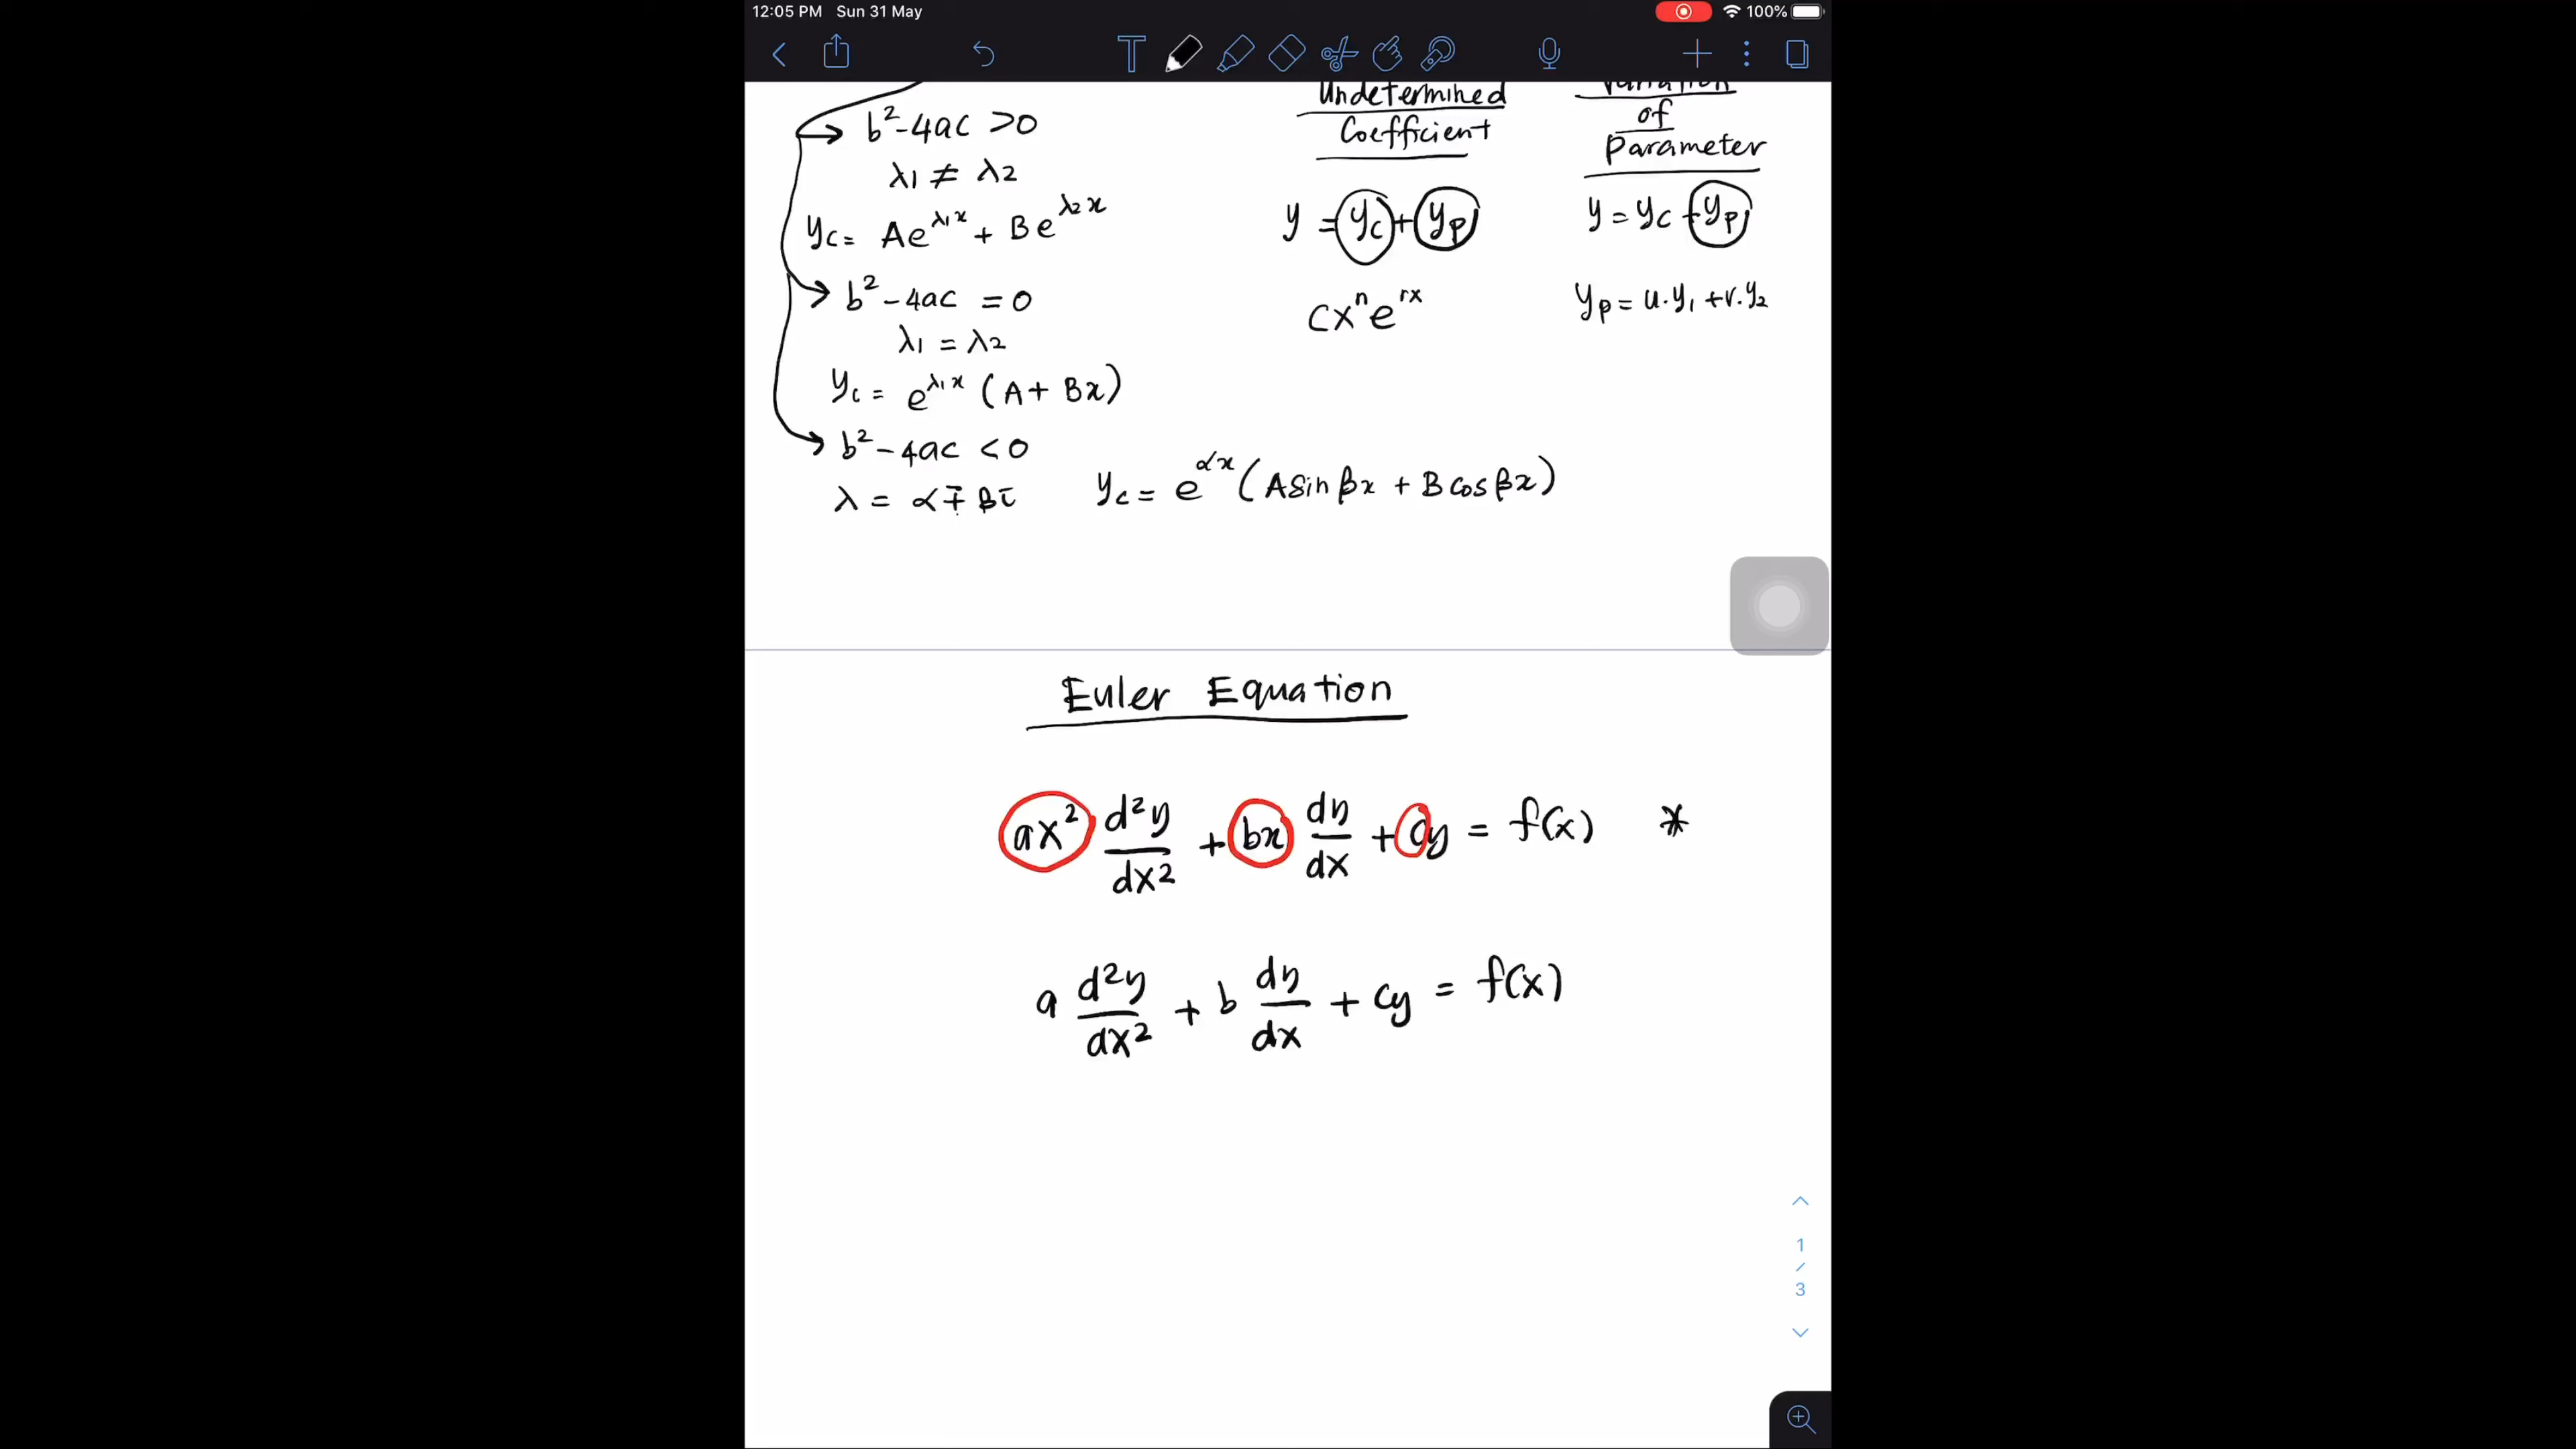 12:05 PM Sun 31 May 100%
b²-4ac >0
λ1 ≠ λ2
yc= Ae^λ1x + Be^λ2x
b²-4ac =0
λ1 = λ2
yc = e^λ1x (A+ Bx)
b²-4ac <0
λ = α∓βi
yc = e^αx (Asin βx + B cos βx)
Undetermined
Coefficient
y = yc + yp
Cx^n e^rx
Variation
of
Parameter
y = yc + yp
yp = u.y₁ + v.y₂
Euler Equation
ax² d²y/dx² + bx dy/dx + cy = f(x) *
a d²y/dx² + b dy/dx + cy = f(x)
1
/
3